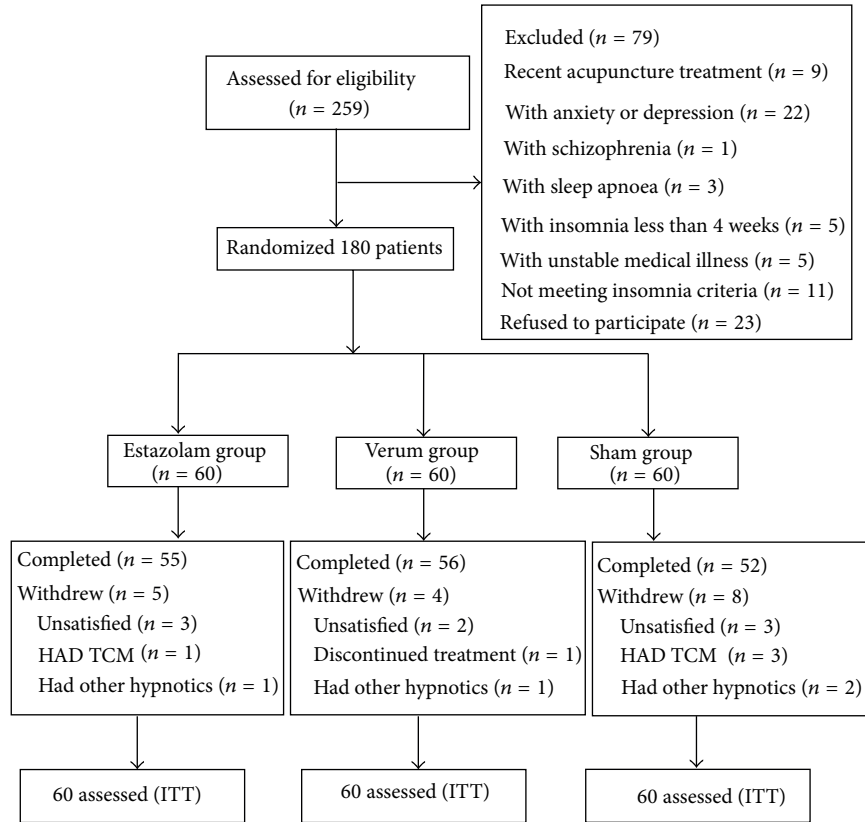 Assessed for eligibility
(n = 259)
Excluded (n = 79)
Recent acupuncture treatment (n = 9)
With anxiety or depression (n = 22)
With schizophrenia (n = 1)
With sleep apnoea (n = 3)
With insomnia less than 4 weeks (n = 5)
With unstable medical illness (n = 5)
Not meeting insomnia criteria (n = 11)
Refused to participate (n = 23)
Randomized 180 patients
Estazolam group
(n = 60)
Verum group
(n = 60)
Sham group
(n = 60)
Completed (n = 55)
Withdrew (n = 5)
Unsatisfied (n = 3)
HAD TCM (n = 1)
Had other hypnotics (n = 1)
Completed (n = 56)
Withdrew (n = 4)
Unsatisfied (n = 2)
Discontinued treatment (n = 1)
Had other hypnotics (n = 1)
Completed (n = 52)
Withdrew (n = 8)
Unsatisfied (n = 3)
HAD TCM (n = 3)
Had other hypnotics (n = 2)
60 assessed (ITT)
60 assessed (ITT)
60 assessed (ITT)